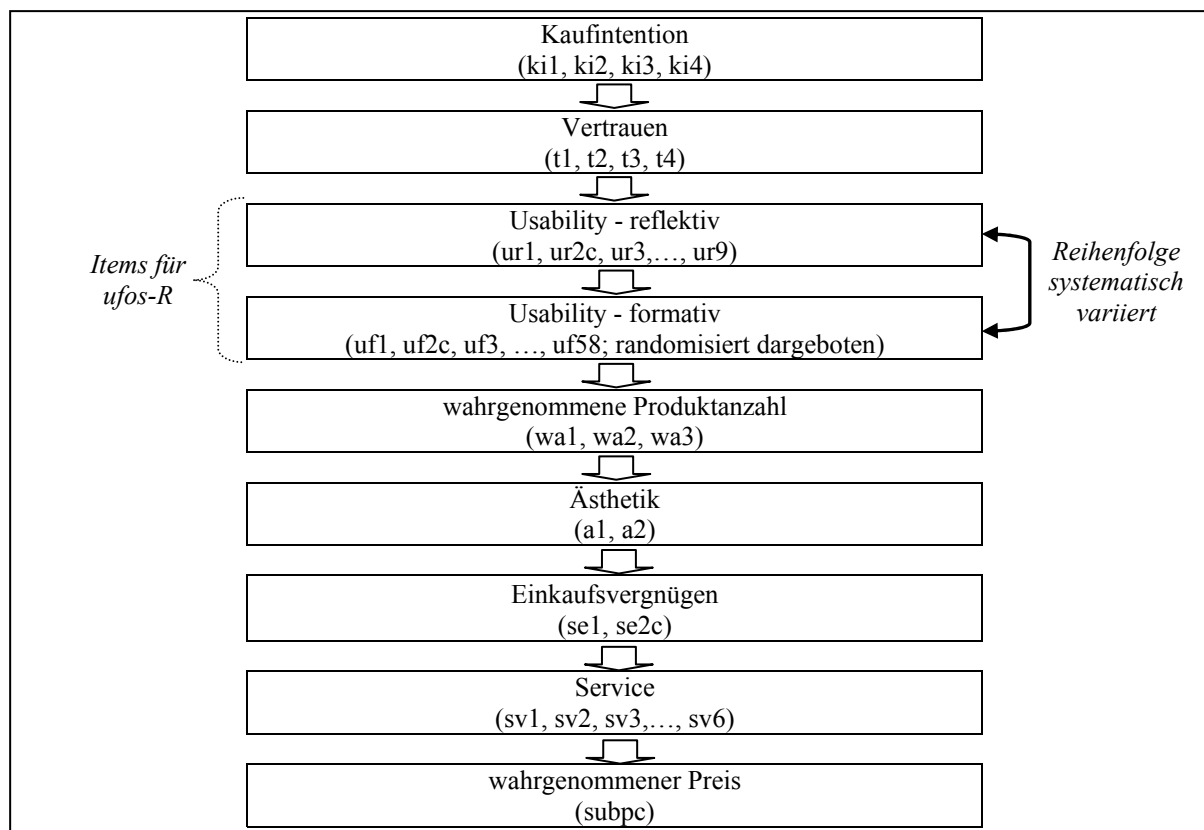 Kaufintention
(ki1, ki2, ki3, ki4)
Vertrauen
(t1, t2, t3, t4)
Usability - reflektiv
(ur1, ur2c, ur3,…, ur9)
Items für
ufos-R
Reihenfolge
systematisch
variiert
Usability - formativ
(uf1, uf2c, uf3, …, uf58; randomisiert dargeboten)
wahrgenommene Produktanzahl
(wa1, wa2, wa3)
Ästhetik
(a1, a2)
Einkaufsvergnügen
(se1, se2c)
Service
(sv1, sv2, sv3,…, sv6)
wahrgenommener Preis
(subpc)